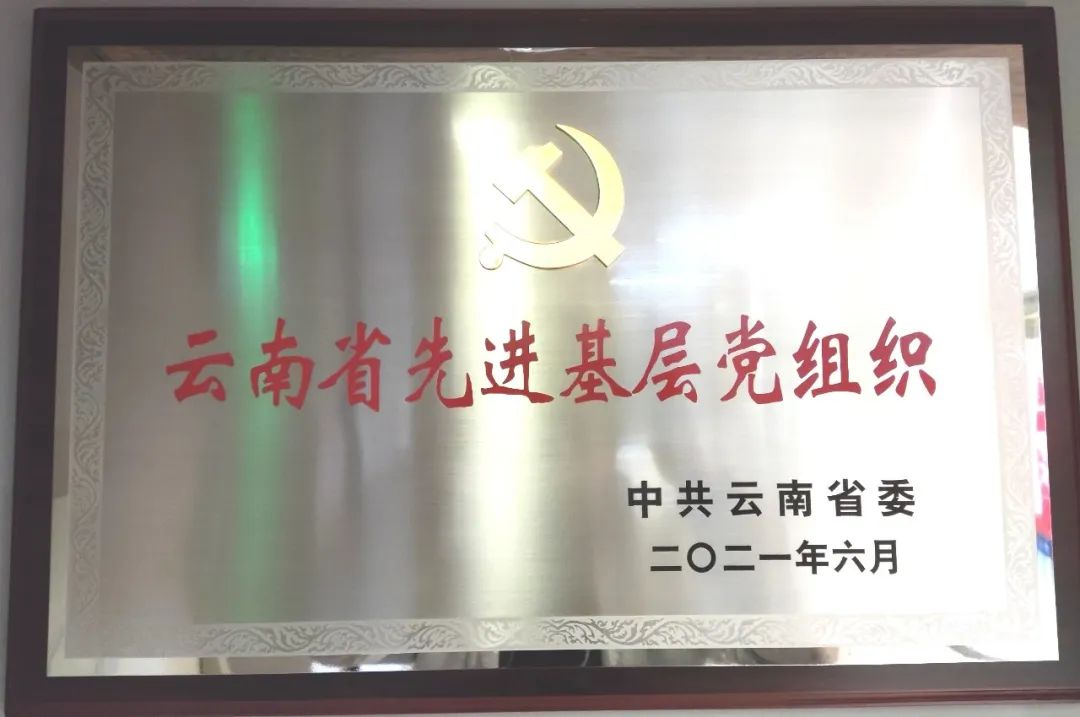 云南省先进基层党组织
中共云南省委
二〇二一年六月